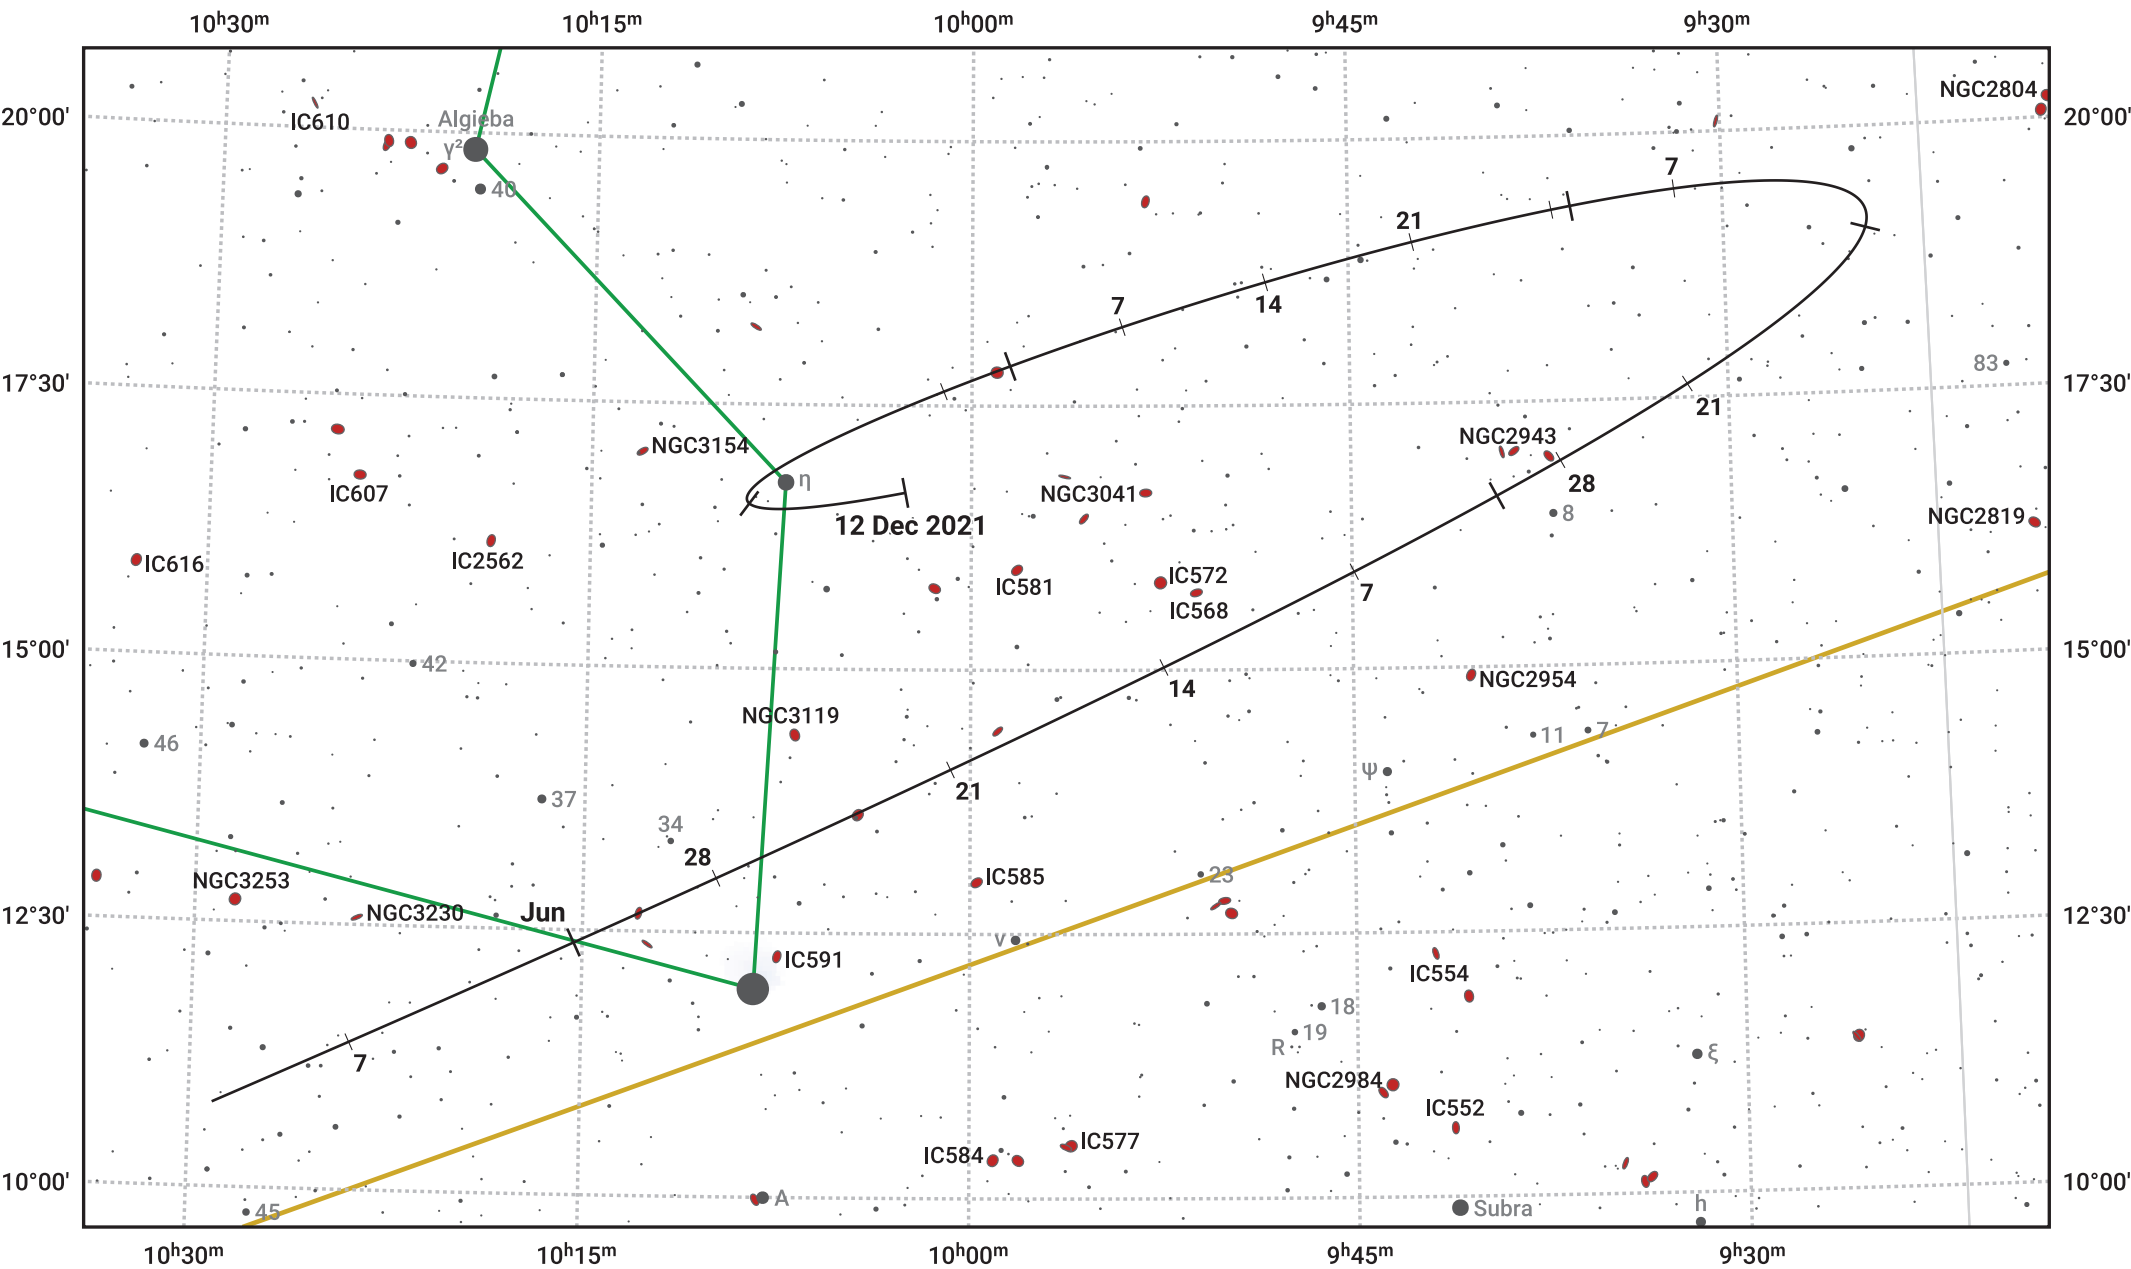 10ʰ30ᵐ 10ʰ15ᵐ 10ʰ00ᵐ 9ʰ45ᵐ 9ʰ30ᵐ
NGC2804
20°00' 20°00'
IC610
Algieba
γ²
40
7
21
7
14
83
17°30' 17°30'
21
NGC3154
NGC2943
η
IC607
NGC3041
28
8
12 Dec 2021
NGC2819
IC2562
IC616
IC581
IC572
7
IC568
15°00' 15°00'
42
14
NGC2954
NGC3119
46
11
7
ψ
21
37
34
28
23
NGC3253
IC585
12°30' 12°30'
NGC3230
Jun
ν
IC591
IC554
18
19
R
7
ξ
NGC2984
IC552
IC577
IC584
10°00' 10°00'
A
45
Subra
h
10ʰ30ᵐ 10ʰ15ᵐ 10ʰ00ᵐ 9ʰ45ᵐ 9ʰ30ᵐ